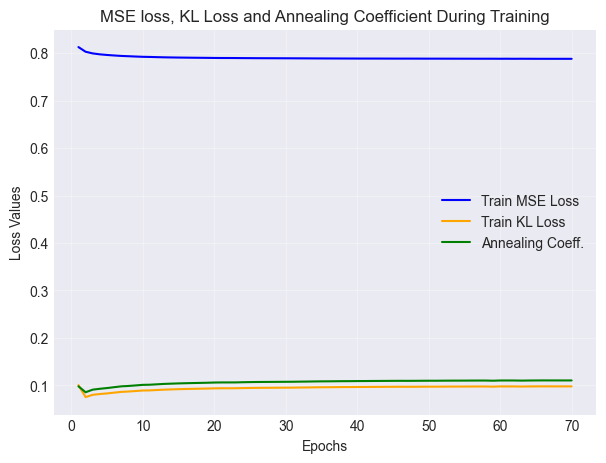 MSE loss, KL Loss and Annealing Coefficient During Training
Loss Values
0.8
0.7
0.6
0.5
0.4
0.3
0.2
0.1
Train MSE Loss
Train KL Loss
Annealing Coeff.
0 10 20 30 40 50 60 70
Epochs